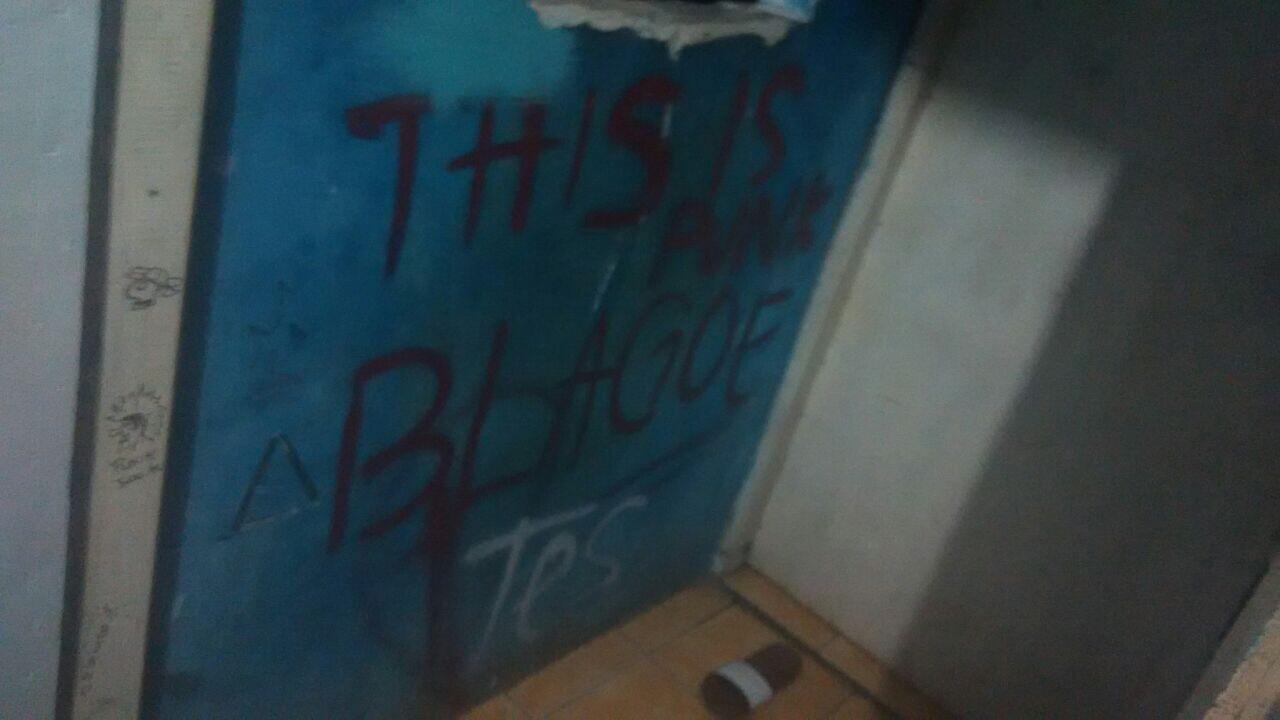 THIS IS
PUNK
BLAGOE
Tes